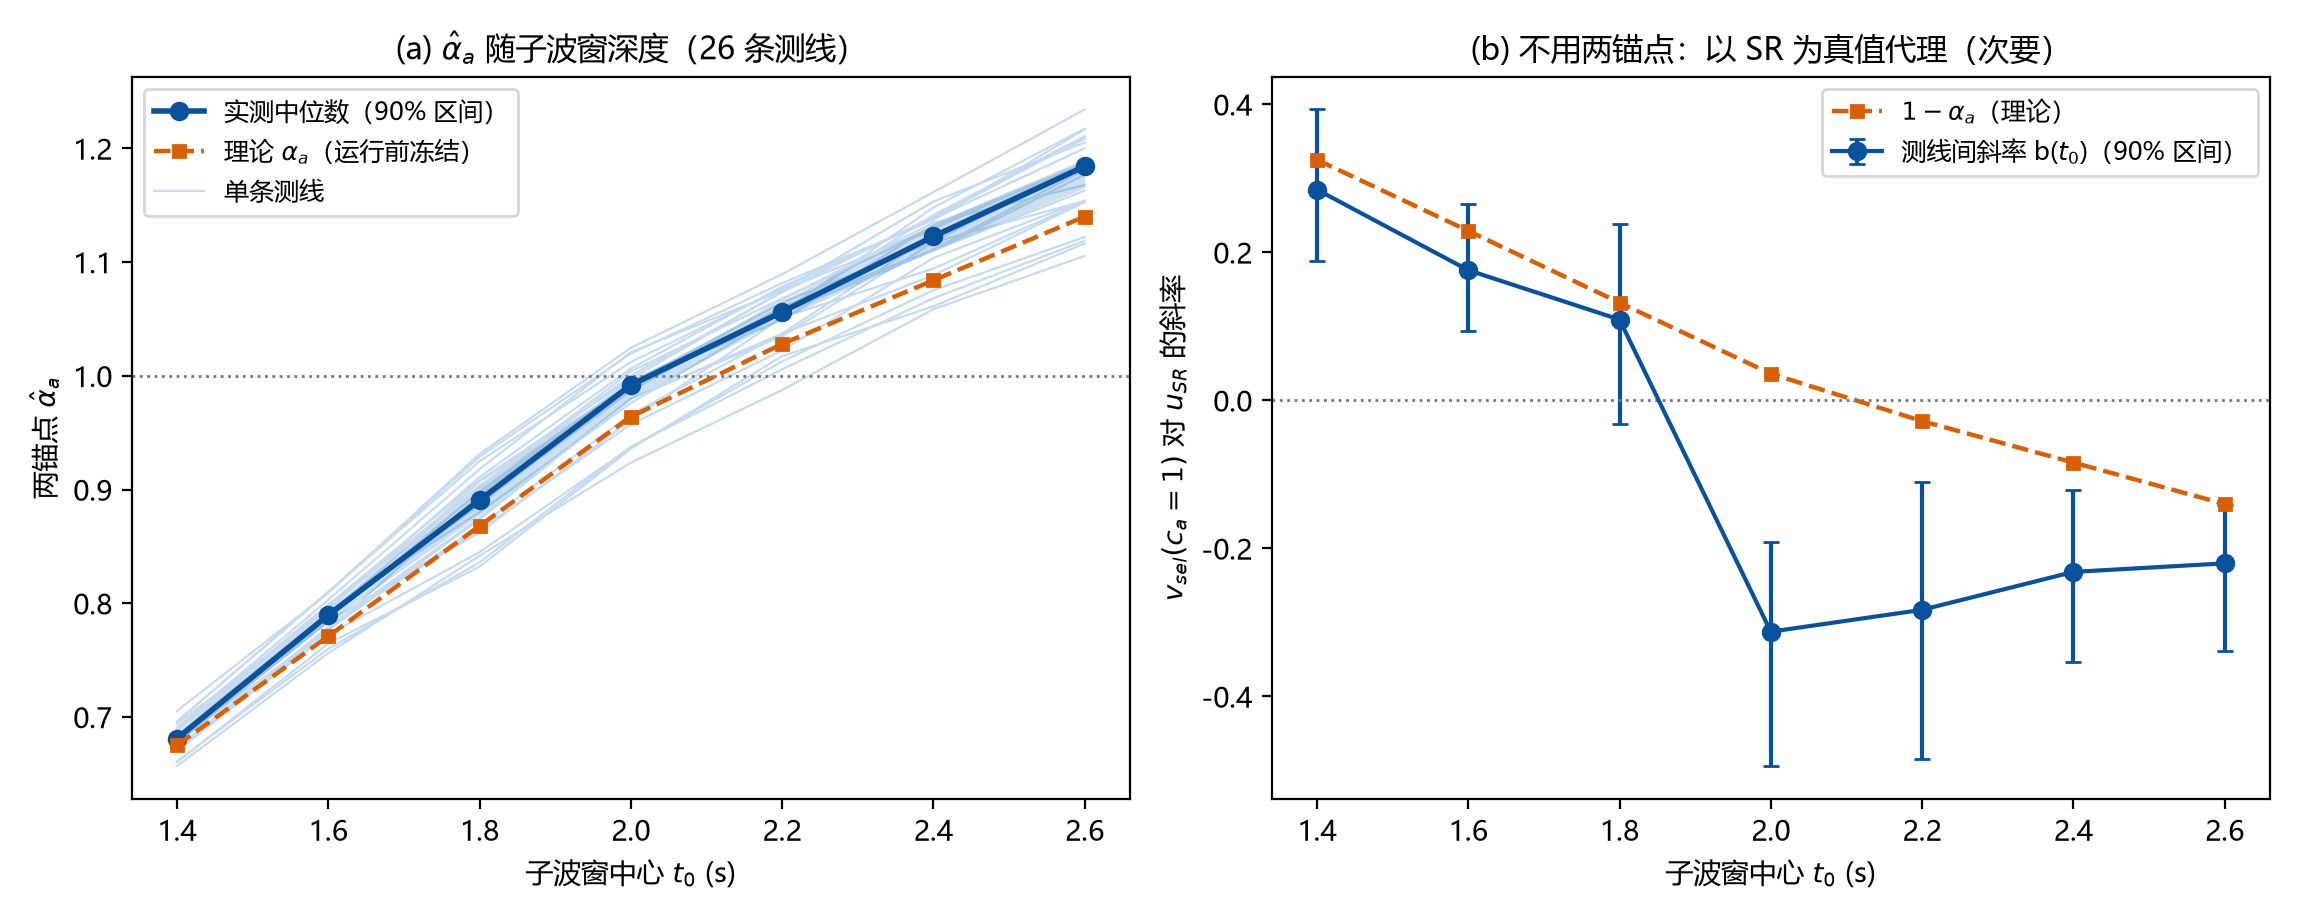 (a) α̂ₐ 随子波窗深度（26 条测线）
实测中位数（90% 区间）
理论 αₐ（运行前冻结）
单条测线
两锚点 α̂ₐ
1.2
1.1
1.0
0.9
0.8
0.7
1.4 1.6 1.8 2.0 2.2 2.4 2.6
子波窗中心 t₀ (s)
(b) 不用两锚点：以 SR 为真值代理（次要）
1 − αₐ（理论）
测线间斜率 b(t₀)（90% 区间）
v_sel(cₐ = 1) 对 u_SR 的斜率
0.4
0.2
0.0
-0.2
-0.4
1.4 1.6 1.8 2.0 2.2 2.4 2.6
子波窗中心 t₀ (s)